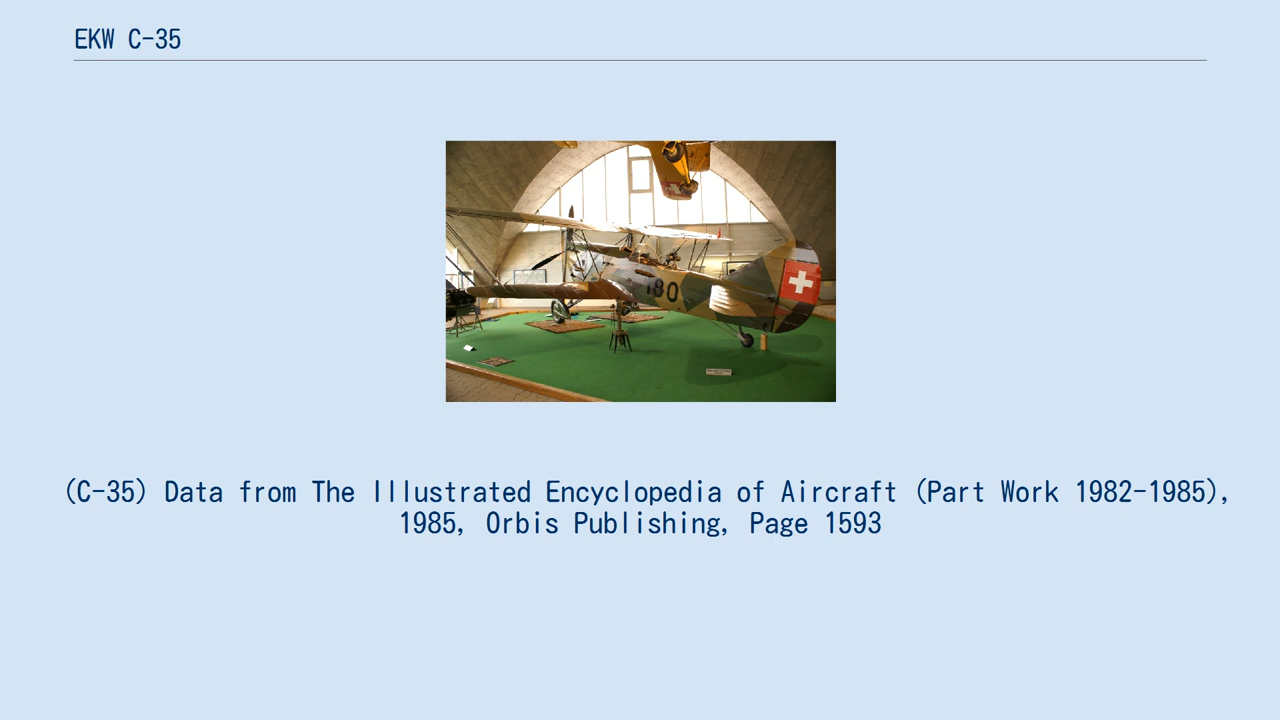 EKW C-35
180
(C-35) Data from The Illustrated Encyclopedia of Aircraft (Part Work 1982-1985),
1985, Orbis Publishing, Page 1593